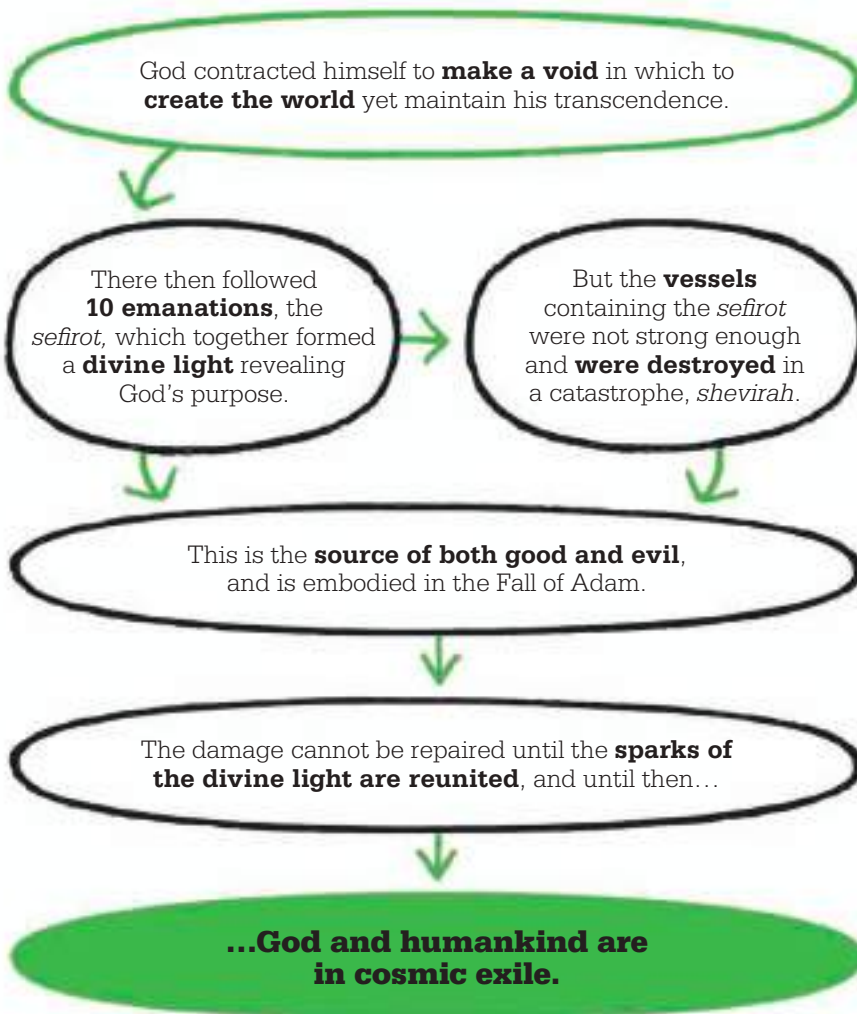 God contracted himself to make a void in which to
create the world yet maintain his transcendence.
There then followed
10 emanations, the
sefirot, which together formed
a divine light revealing
God's purpose.
But the vessels
containing the sefirot
were not strong enough
and were destroyed in
a catastrophe, shevirah.
This is the source of both good and evil,
and is embodied in the Fall of Adam.
The damage cannot be repaired until the sparks of
the divine light are reunited, and until then…
…God and humankind are
in cosmic exile.